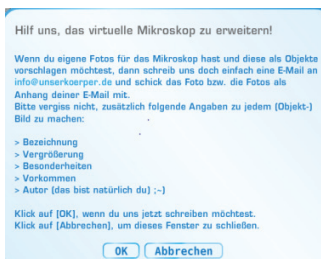 Hilf uns, das virtuelle Mikroskop zu erweitern!
Wenn du eigene Fotos für das Mikroskop hast und diese als Objekte
vorschlagen möchtest, dann schreib uns doch einfach eine E-Mail an
info@unserkoerper.de und schick das Foto bzw. die Fotos als
Anhang deiner E-Mail mit.
Bitte vergiss nicht, zusätzlich folgende Angaben zu jedem (Objekt-)
Bild zu machen:
> Bezeichnung
> Vergrößerung
> Besonderheiten
> Vorkommen
> Autor (das bist natürlich du) ;-)
Klick auf [OK], wenn du uns jetzt schreiben möchtest.
Klick auf [Abbrechen], um dieses Fenster zu schließen.
OK Abbrechen